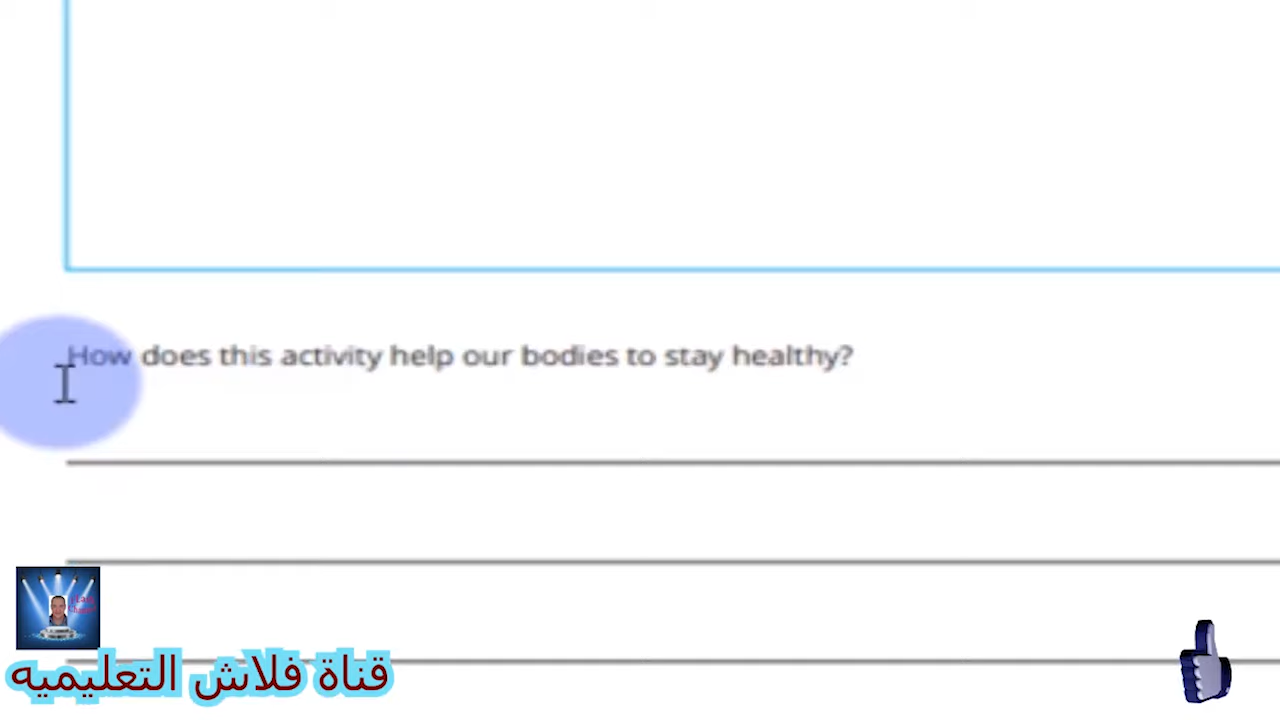 How does this activity help our bodies to stay healthy?
قناة فلاش التعليميه